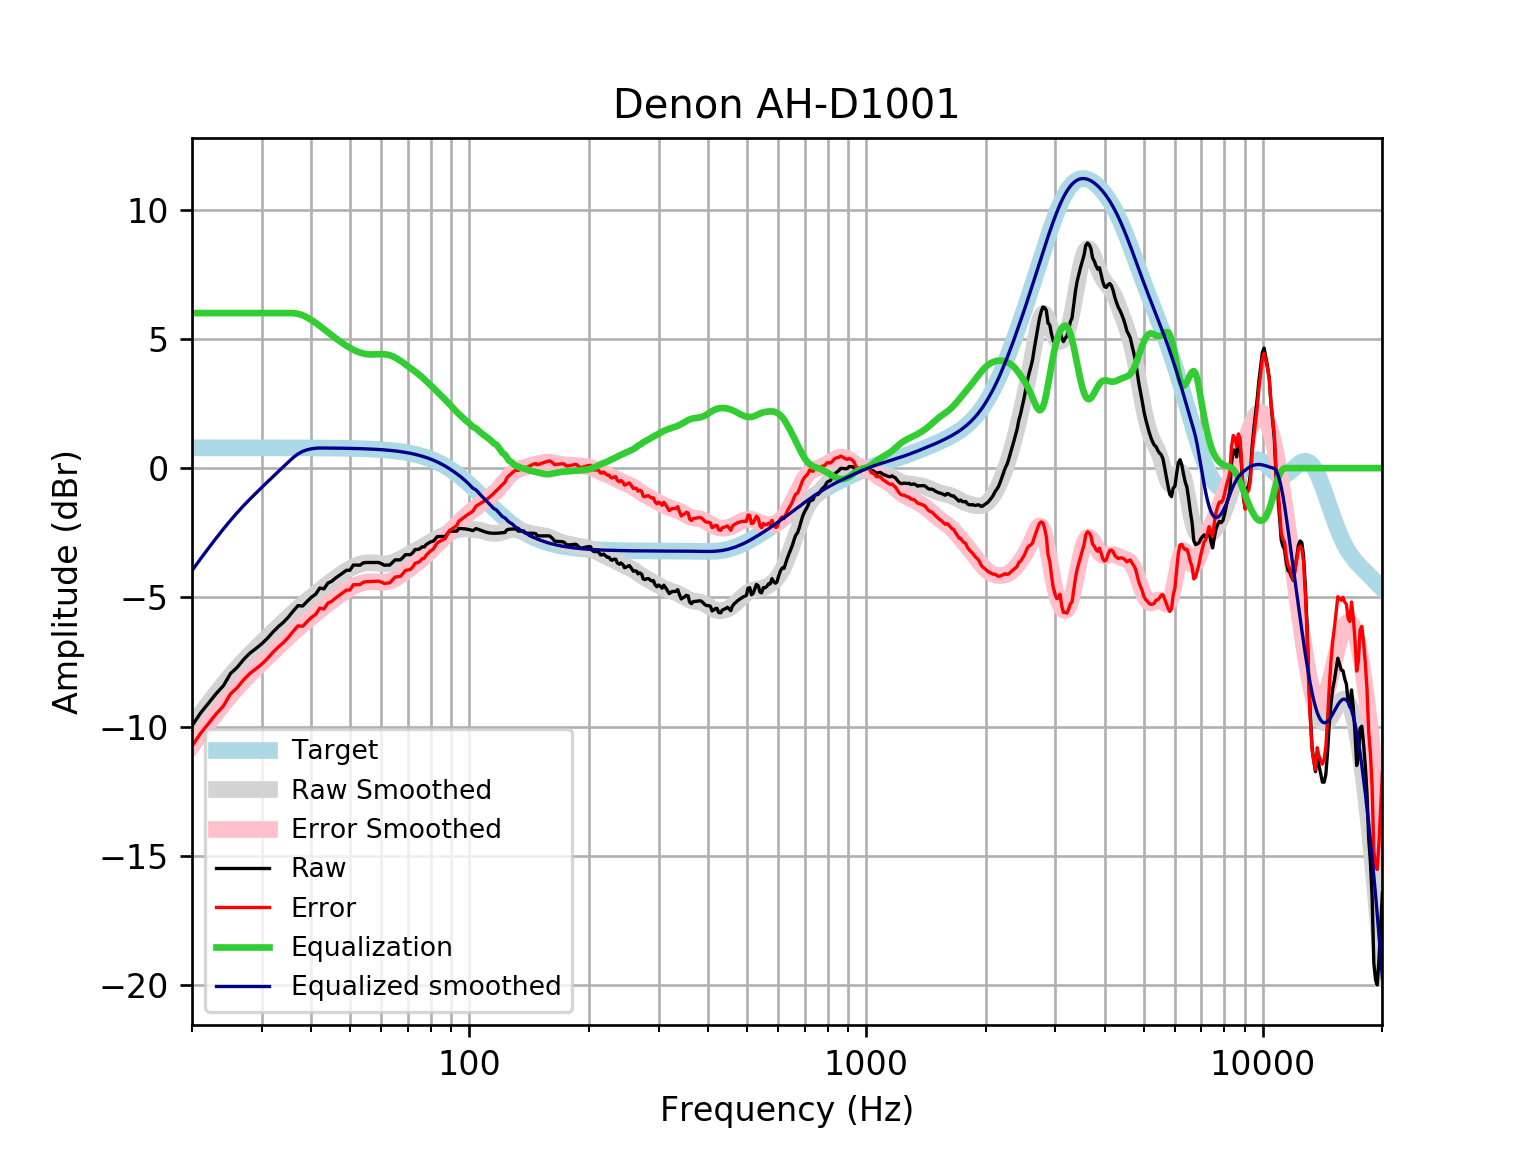 Denon AH-D1001
Amplitude (dBr)
10
5
0
−5
−10
−15
−20
Target
Raw Smoothed
Error Smoothed
Raw
Error
Equalization
Equalized smoothed
100
1000
10000
Frequency (Hz)